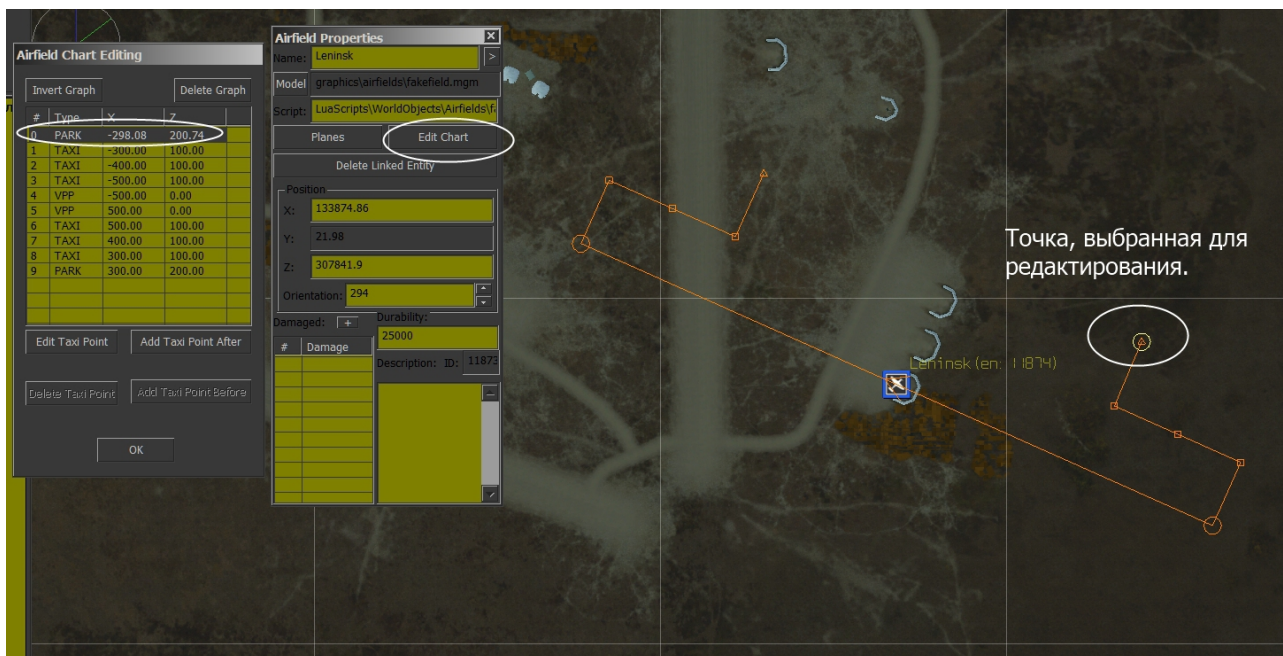 Airfield Chart Editing
Invert Graph
Delete Graph
# Type X Z
0 PARK -298.08 200.74
1 TAXI -300.00 100.00
2 TAXI -400.00 100.00
3 TAXI -500.00 100.00
4 VPP -500.00 0.00
5 VPP 500.00 0.00
6 TAXI 500.00 100.00
7 TAXI 400.00 100.00
8 TAXI 300.00 100.00
9 PARK 300.00 200.00
Edit Taxi Point
Add Taxi Point After
Delete Taxi Point
Add Taxi Point Before
OK
Airfield Properties
Name: Leninsk >
Model graphics\airfields\fakefield.mgm
Script: LuaScripts\WorldObjects\Airfields\fa
Planes
Edit Chart
Delete Linked Entity
Position
X: 133874.86
Y: 21.98
Z: 307841.9
Orientation: 294
Damaged: +
Durability:
25000
# Damage
Description: ID: 11873
Точка, выбранная для
редактирования.
Leninsk (en: 11874)